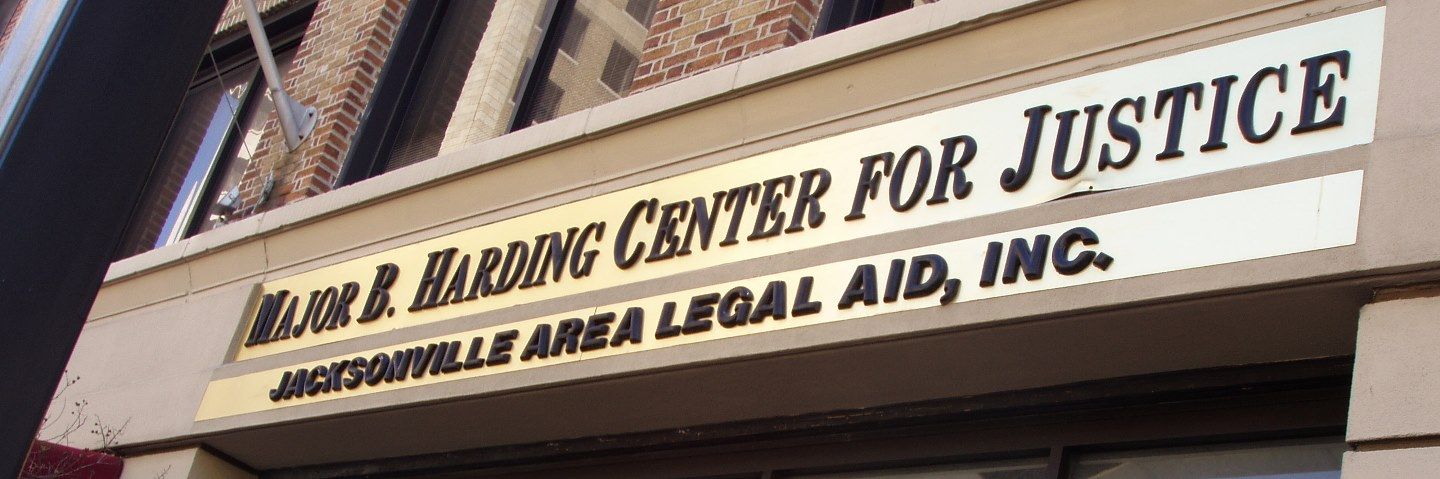 MAJOR B. HARDING CENTER FOR JUSTICE
JACKSONVILLE AREA LEGAL AID, INC.